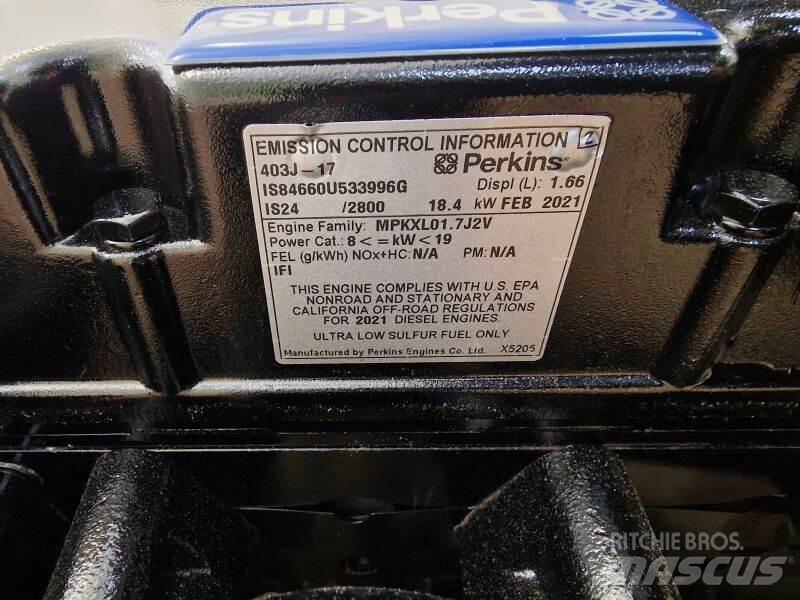 Perkins®
EMISSION CONTROL INFORMATION 2
403J-17 Perkins®
IS84660U533996G Displ (L): 1.66
IS24 /2800 18.4 kW FEB 2021
Engine Family: MPKXL01.7J2V
Power Cat.: 8 < = kW < 19
FEL (g/kWh) NOx+HC: N/A PM: N/A
IFI
THIS ENGINE COMPLIES WITH U.S. EPA
NONROAD AND STATIONARY AND
CALIFORNIA OFF-ROAD REGULATIONS
FOR 2021 DIESEL ENGINES.
ULTRA LOW SULFUR FUEL ONLY
Manufactured by Perkins Engines Co. Ltd. X5205
RITCHIE BROS.
MASCUS